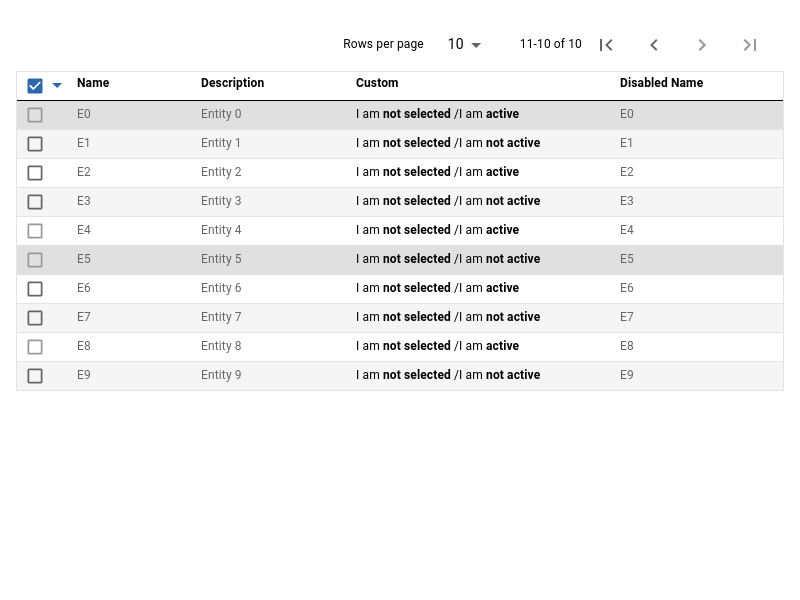 Rows per page 10 11-10 of 10
Name Description Custom Disabled Name
E0 Entity 0 I am not selected /I am active E0
E1 Entity 1 I am not selected /I am not active E1
E2 Entity 2 I am not selected /I am active E2
E3 Entity 3 I am not selected /I am not active E3
E4 Entity 4 I am not selected /I am active E4
E5 Entity 5 I am not selected /I am not active E5
E6 Entity 6 I am not selected /I am active E6
E7 Entity 7 I am not selected /I am not active E7
E8 Entity 8 I am not selected /I am active E8
E9 Entity 9 I am not selected /I am not active E9